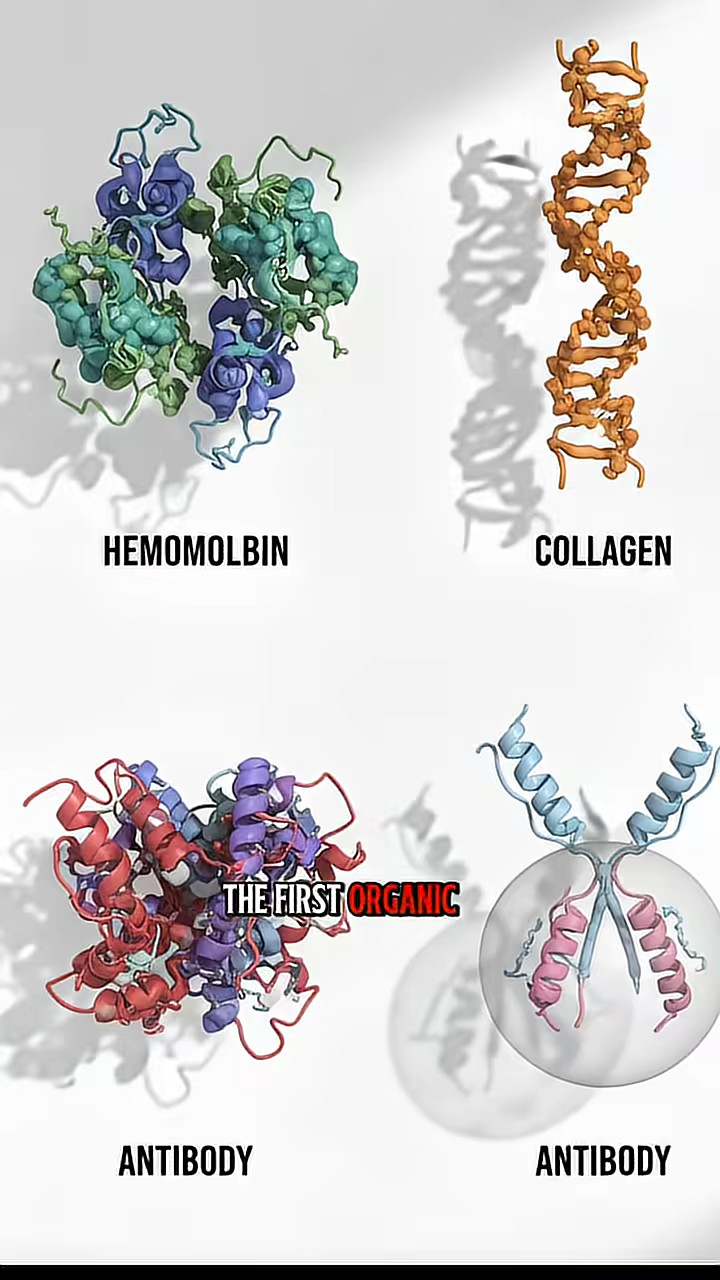 HEMOMOLBIN
COLLAGEN
THE FIRST ORGANIC
ANTIBODY
ANTIBODY